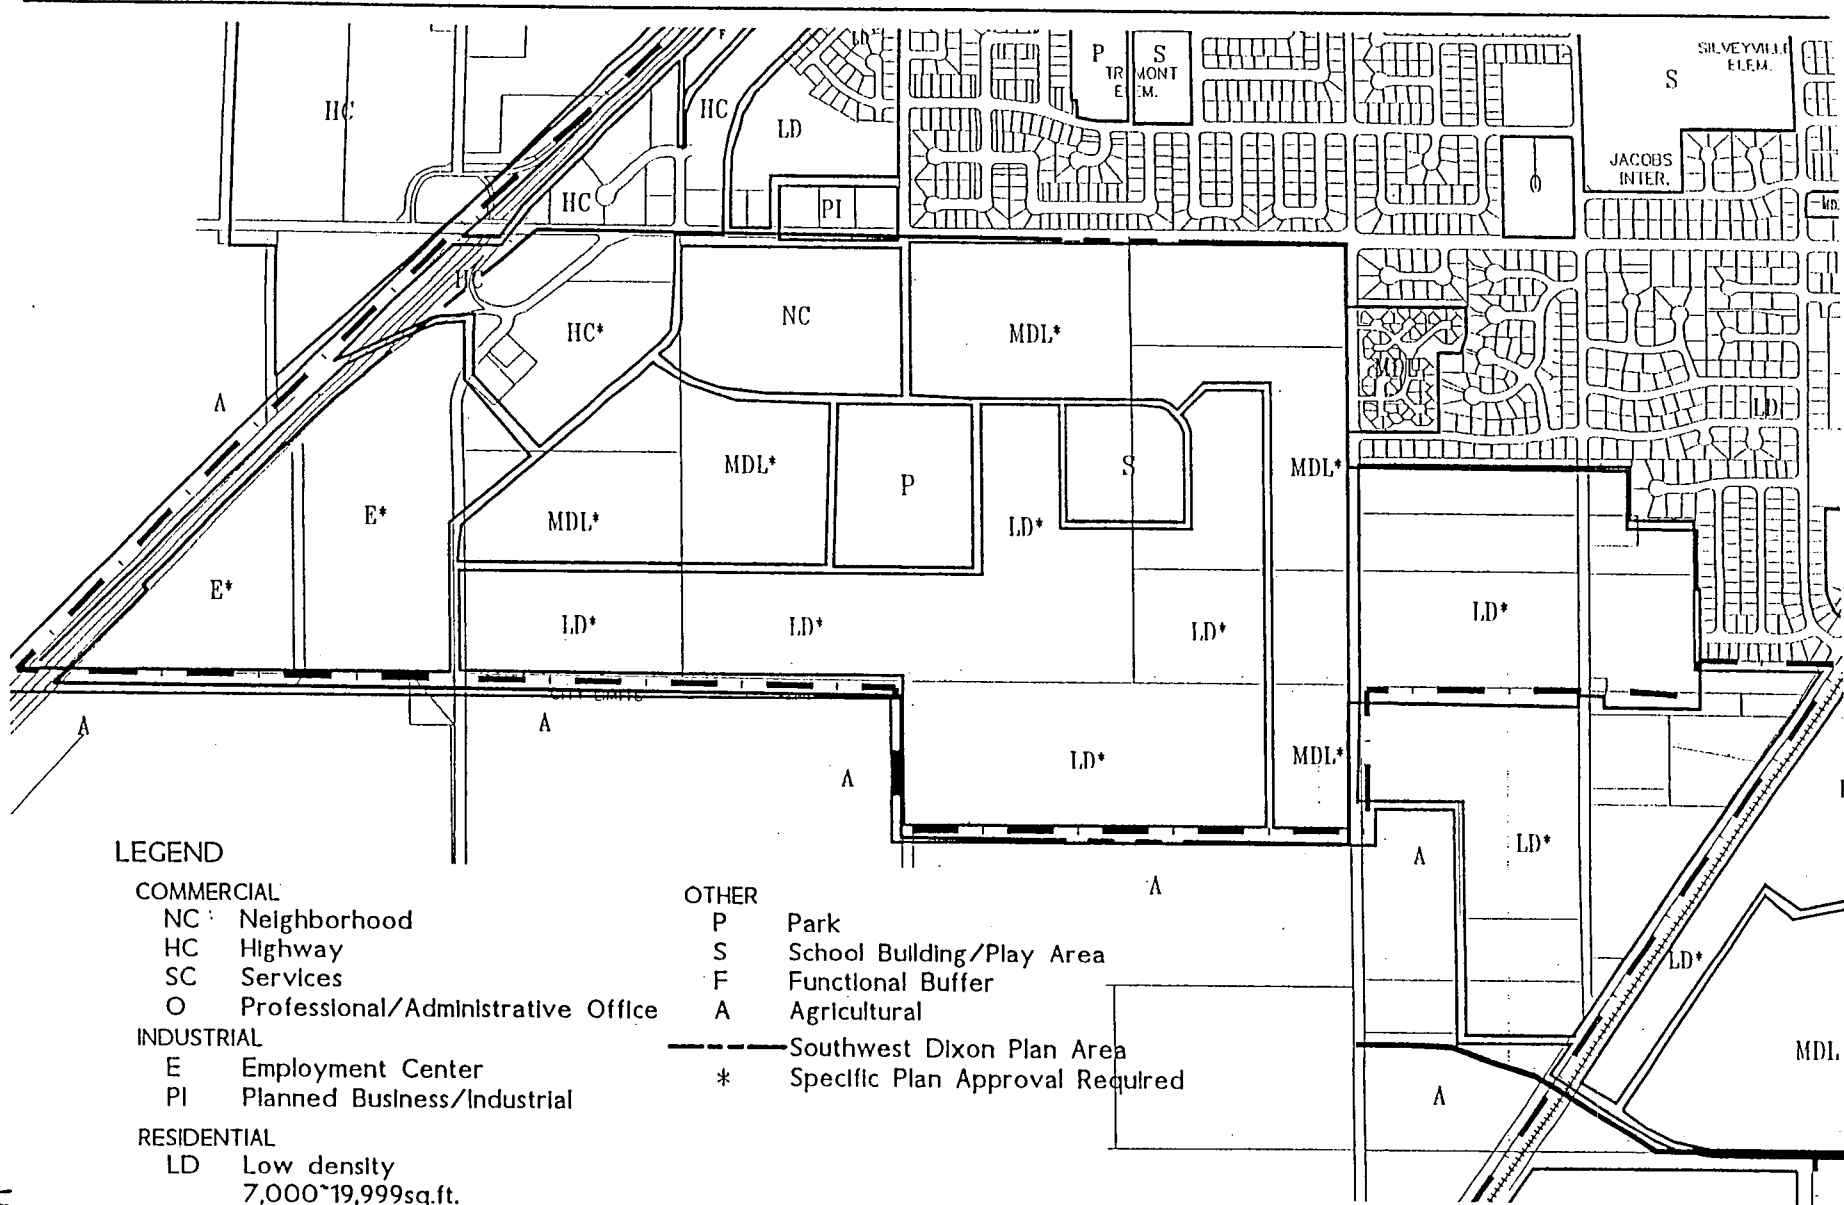 HC
HC
LD
P
S
TR MONT
E EM.
S
SILVEYVILLE
ELEM.
JACOBS
INTER.
HC
PI
HC
HC*
NC
MDL*
LD
A
E*
E*
MDL*
MDL*
P
S
LD*
MDL*
LD*
LD*
LD*
LD*
LD*
MDL*
A
A
A
A
A
LD*
LD*
MDL
A
LEGEND
COMMERCIAL
NC Neighborhood
HC Highway
SC Services
O Professional/Administrative Office
INDUSTRIAL
E Employment Center
PI Planned Business/Industrial
RESIDENTIAL
LD Low density
7,000~19,999sq.ft.
OTHER
P Park
S School Building/Play Area
F Functional Buffer
A Agricultural
Southwest Dixon Plan Area
* Specific Plan Approval Required